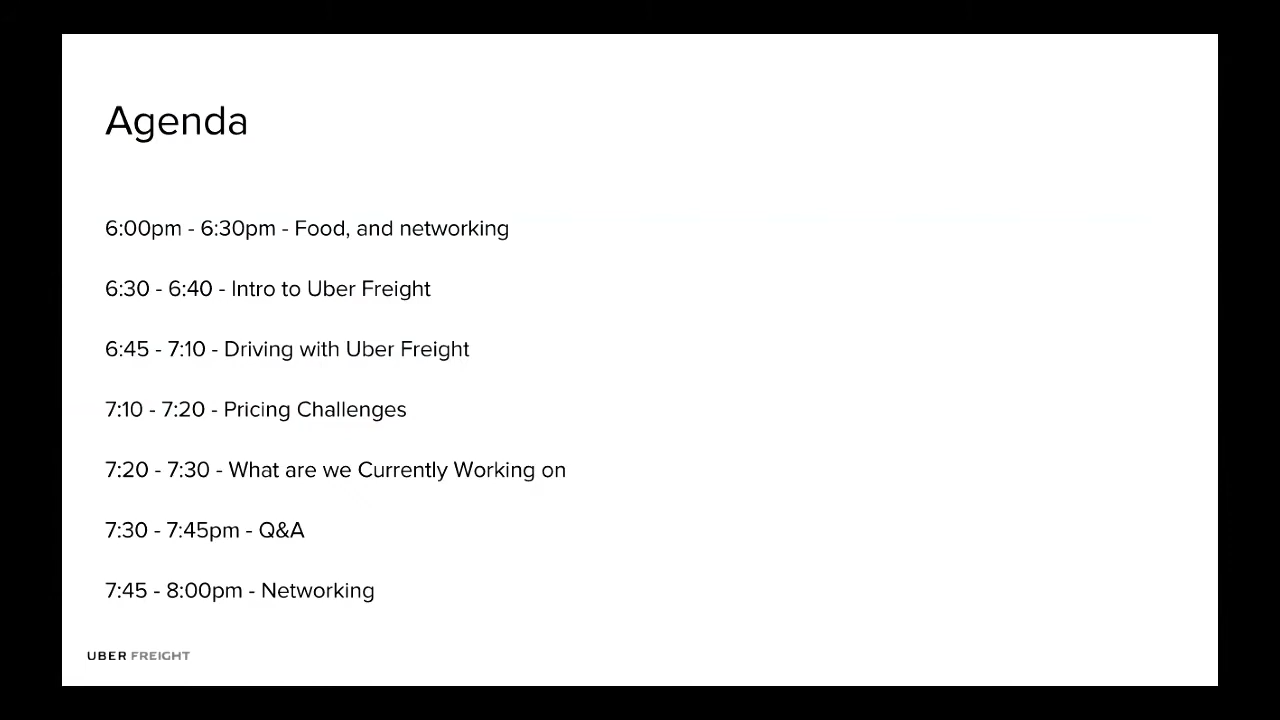 Agenda
6:00pm - 6:30pm - Food, and networking
6:30 - 6:40 - Intro to Uber Freight
6:45 - 7:10 - Driving with Uber Freight
7:10 - 7:20 - Pricing Challenges
7:20 - 7:30 - What are we Currently Working on
7:30 - 7:45pm - Q&A
7:45 - 8:00pm - Networking
UBER FREIGHT